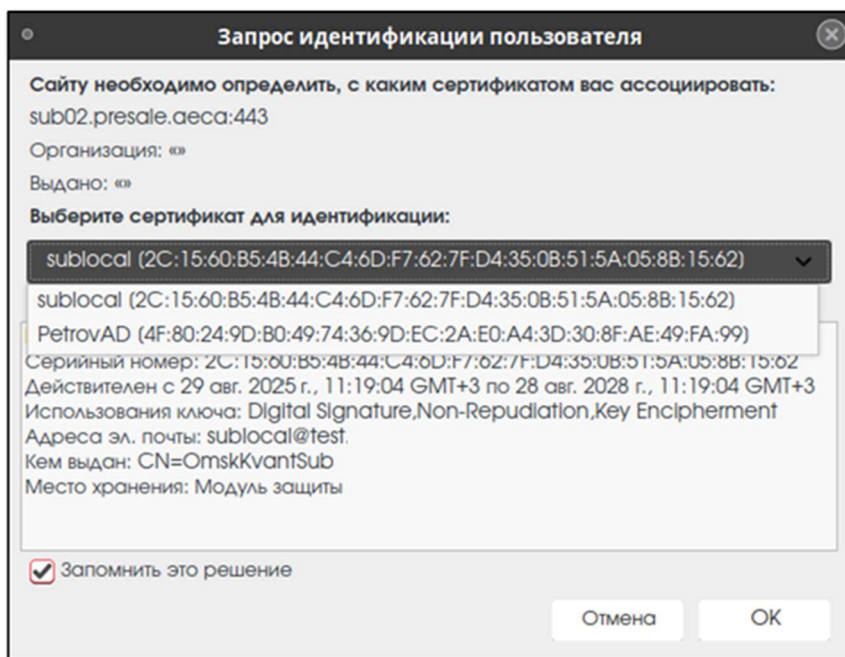 Запрос идентификации пользователя
Сайту необходимо определить, с каким сертификатом вас ассоциировать:
sub02.presale.aeca:443
Организация: «»
Выдано: «»
Выберите сертификат для идентификации:
sublocal [2C:15:60:B5:4B:44:C4:6D:F7:62:7F:D4:35:0B:51:5A:05:8B:15:62]
sublocal [2C:15:60:B5:4B:44:C4:6D:F7:62:7F:D4:35:0B:51:5A:05:8B:15:62]
PetrovAD [4F:80:24:9D:B0:49:74:36:9D:EC:2A:E0:A4:3D:30:8F:AE:49:FA:99]
Серийный номер: 2C:15:60:B5:4B:44:C4:6D:F7:62:7F:D4:35:0B:51:5A:05:8B:15:62
Действителен с 29 авг. 2025 г., 11:19:04 GMT+3 по 28 авг. 2028 г., 11:19:04 GMT+3
Использования ключа: Digital Signature,Non-Repudiation,Key Encipherment
Адреса эл. почты: sublocal@test.
Кем выдан: CN=OmskKvantSub
Место хранения: Модуль защиты
Запомнить это решение
Отмена
OK